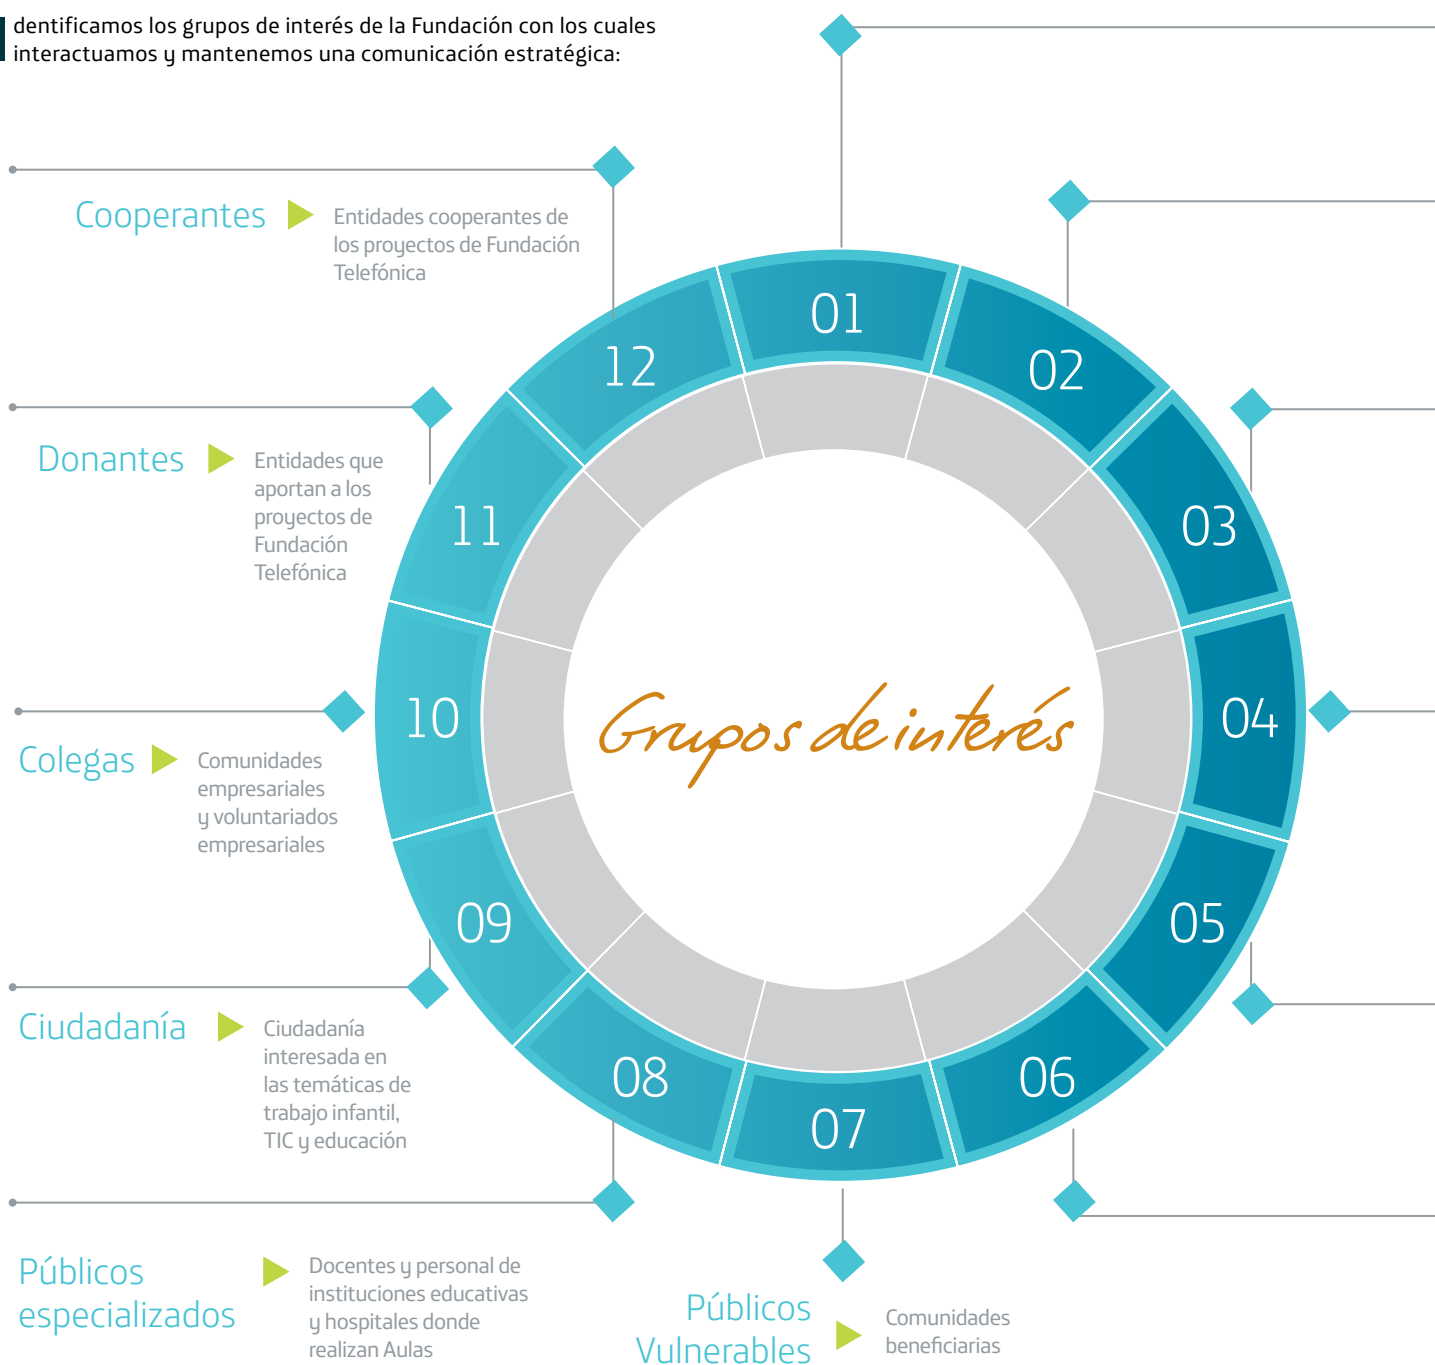 dentificamos los grupos de interés de la Fundación con los cuales
interactuamos y mantenemos una comunicación estratégica:
Cooperantes
Entidades cooperantes de
los proyectos de Fundación
Telefónica
Donantes
Entidades que
aportan a los
proyectos de
Fundación
Telefónica
Colegas
Comunidades
empresariales
y voluntariados
empresariales
Ciudadanía
Ciudadanía
interesada en
las temáticas de
trabajo infantil,
TIC y educación
Públicos
especializados
Docentes y personal de
instituciones educativas
y hospitales donde
realizan Aulas
Públicos
Vulnerables
Comunidades
beneficiarias
01
02
03
04
05
06
07
08
09
10
11
12
Grupos de interés